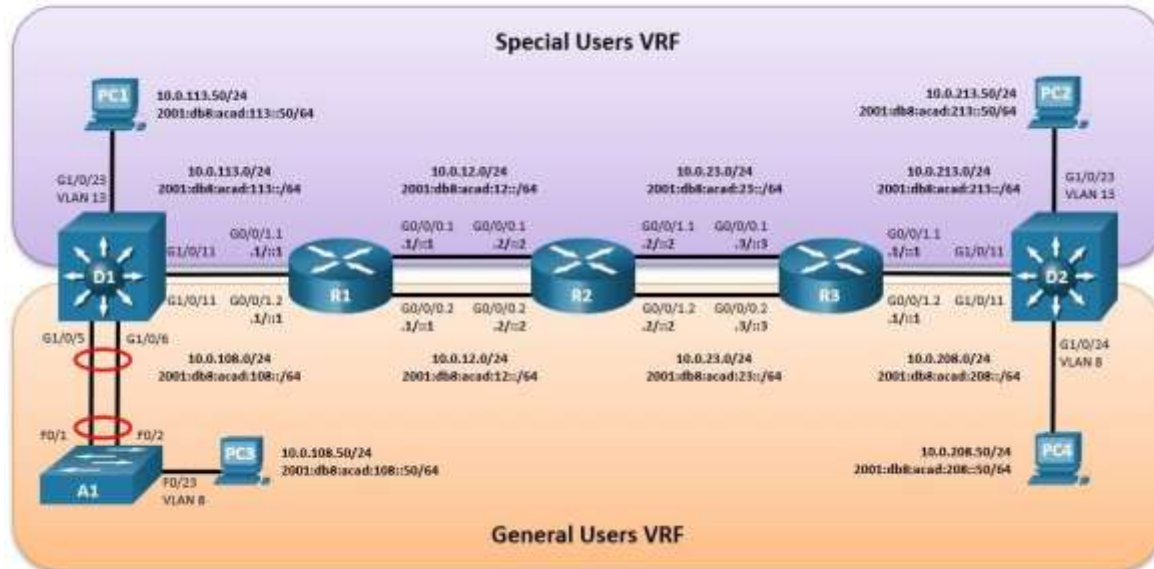 Special Users VRF
PC1
10.0.113.50/24
2001:db8:acad:113::50/64
10.0.213.50/24
2001:db8:acad:213::50/64
PC2
G1/0/23
VLAN 13
10.0.113.0/24
2001:db8:acad:113::/64
10.0.12.0/24
2001:db8:acad:12::/64
10.0.23.0/24
2001:db8:acad:23::/64
10.0.213.0/24
2001:db8:acad:213::/64
G1/0/23
VLAN 13
D1
G1/0/11
G0/0/1.1
.1/::1
R1
G0/0/0.1
.1/::1
G0/0/0.1
.2/::2
R2
G0/0/1.1
.2/::2
G0/0/0.1
.3/::3
R3
G0/0/1.1
.1/::1
G1/0/11
D2
G1/0/11
G0/0/1.2
.1/::1
G0/0/0.2
.1/::1
G0/0/0.2
.2/::2
G0/0/1.2
.2/::2
G0/0/0.2
.3/::3
G0/0/1.2
.1/::1
G1/0/11
G1/0/5
G1/0/6
10.0.108.0/24
2001:db8:acad:108::/64
10.0.12.0/24
2001:db8:acad:12::/64
10.0.23.0/24
2001:db8:acad:23::/64
10.0.208.0/24
2001:db8:acad:208::/64
G1/0/24
VLAN 8
F0/1
F0/2
A1
F0/23
VLAN 8
PC3
10.0.108.50/24
2001:db8:acad:108::50/64
10.0.208.50/24
2001:db8:acad:208::50/64
PC4
General Users VRF